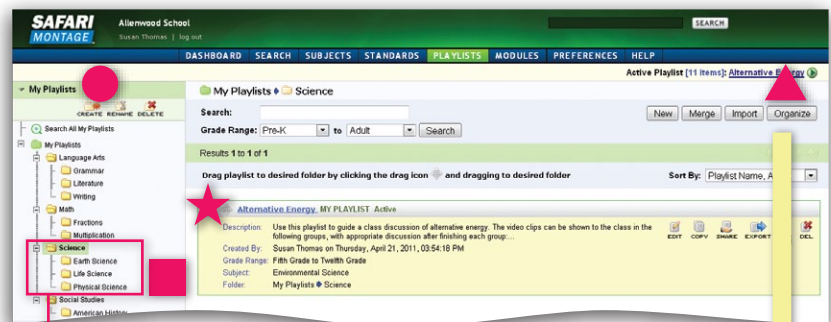 SAFARI MONTAGE
Allenwood School
Susan Thomas | log out
SEARCH
DASHBOARD SEARCH SUBJECTS STANDARDS PLAYLISTS MODULES PREFERENCES HELP
Active Playlist [11 items]: Alternative Energy
My Playlists
CREATE RENAME DELETE
Search All My Playlists
My Playlists
Language Arts
Grammar
Literature
Writing
Math
Fractions
Multiplication
Science
Earth Science
Life Science
Physical Science
Social Studies
American History
My Playlists Science
Search:
Grade Range: Pre-K to Adult Search
New Merge Import Organize
Results 1 to 1 of 1
Drag playlist to desired folder by clicking the drag icon and dragging to desired folder
Sort By: Playlist Name, A
Alternative Energy MY PLAYLIST Active
Description: Use this playlist to guide a class discussion of alternative energy. The video clips can be shown to the class in the
following groups, with appropriate discussion after finishing each group:...
Created By: Susan Thomas on Thursday, April 21, 2011, 03:54:18 PM
Grade Range: Fifth Grade to Twelfth Grade
Subject: Environmental Science
Folder: My Playlists Science
EDIT COPY SHARE EXPORT DEL